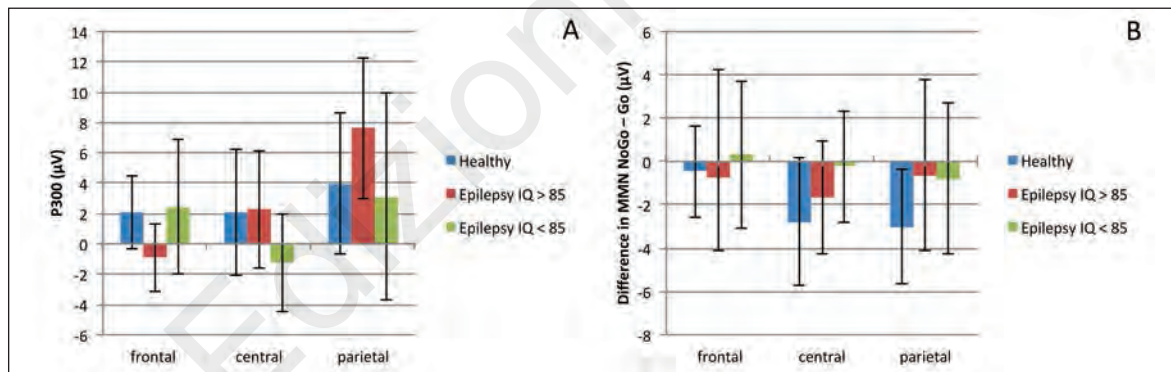 A
P300 (μV)
14
12
10
8
6
4
2
0
-2
-4
-6
frontal central parietal
Healthy
Epilepsy IQ > 85
Epilepsy IQ < 85
B
Difference in MMN NoGo – Go (μV)
6
4
2
0
-2
-4
-6
-8
frontal central parietal
Healthy
Epilepsy IQ > 85
Epilepsy IQ < 85
Edizioni